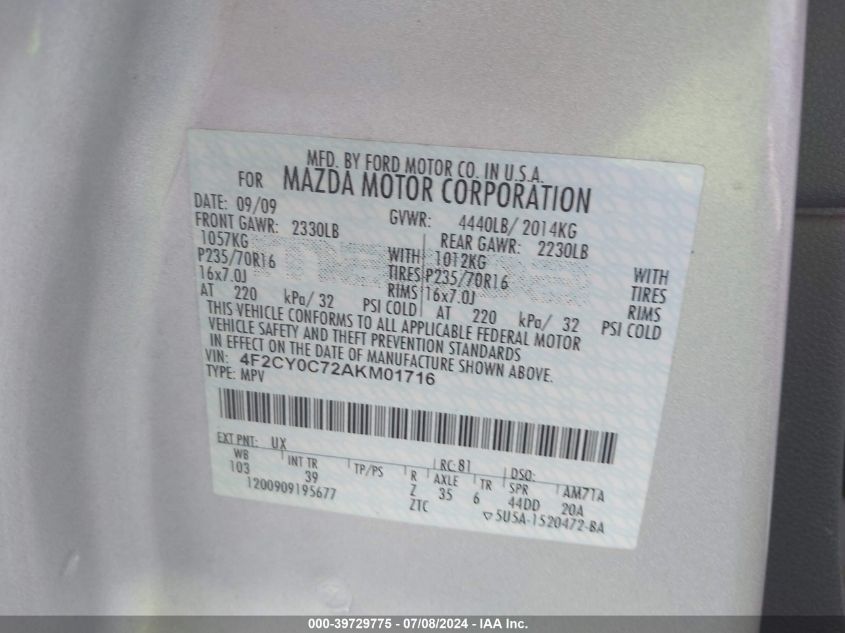 MFD. BY FORD MOTOR CO. IN U.S.A.
FOR MAZDA MOTOR CORPORATION
DATE: 09/09 GVWR: 4440LB/ 2014KG
FRONT GAWR: 2330LB REAR GAWR: 2230LB
1057KG WITH 1012KG WITH
P235/70R16 TIRES P235/70R16 TIRES
16x7.0J RIMS 16x7.0J RIMS
AT 220 kPa/ 32 PSI COLD AT 220 kPa/ 32 PSI COLD
THIS VEHICLE CONFORMS TO ALL APPLICABLE FEDERAL MOTOR
VEHICLE SAFETY AND THEFT PREVENTION STANDARDS
IN EFFECT ON THE DATE OF MANUFACTURE SHOWN ABOVE.
VIN: 4F2CY0C72AKM01716
TYPE: MPV
EXT PNT: UX RC: 81 DSO:
WB INT TR TP/PS R AXLE TR SPR AM7TA
103 39 Z 35 6 44DD 20A
1200909195677 ZTC ▽5U5A-1520472-BA
000-39729775 - 07/08/2024 - IAA Inc.